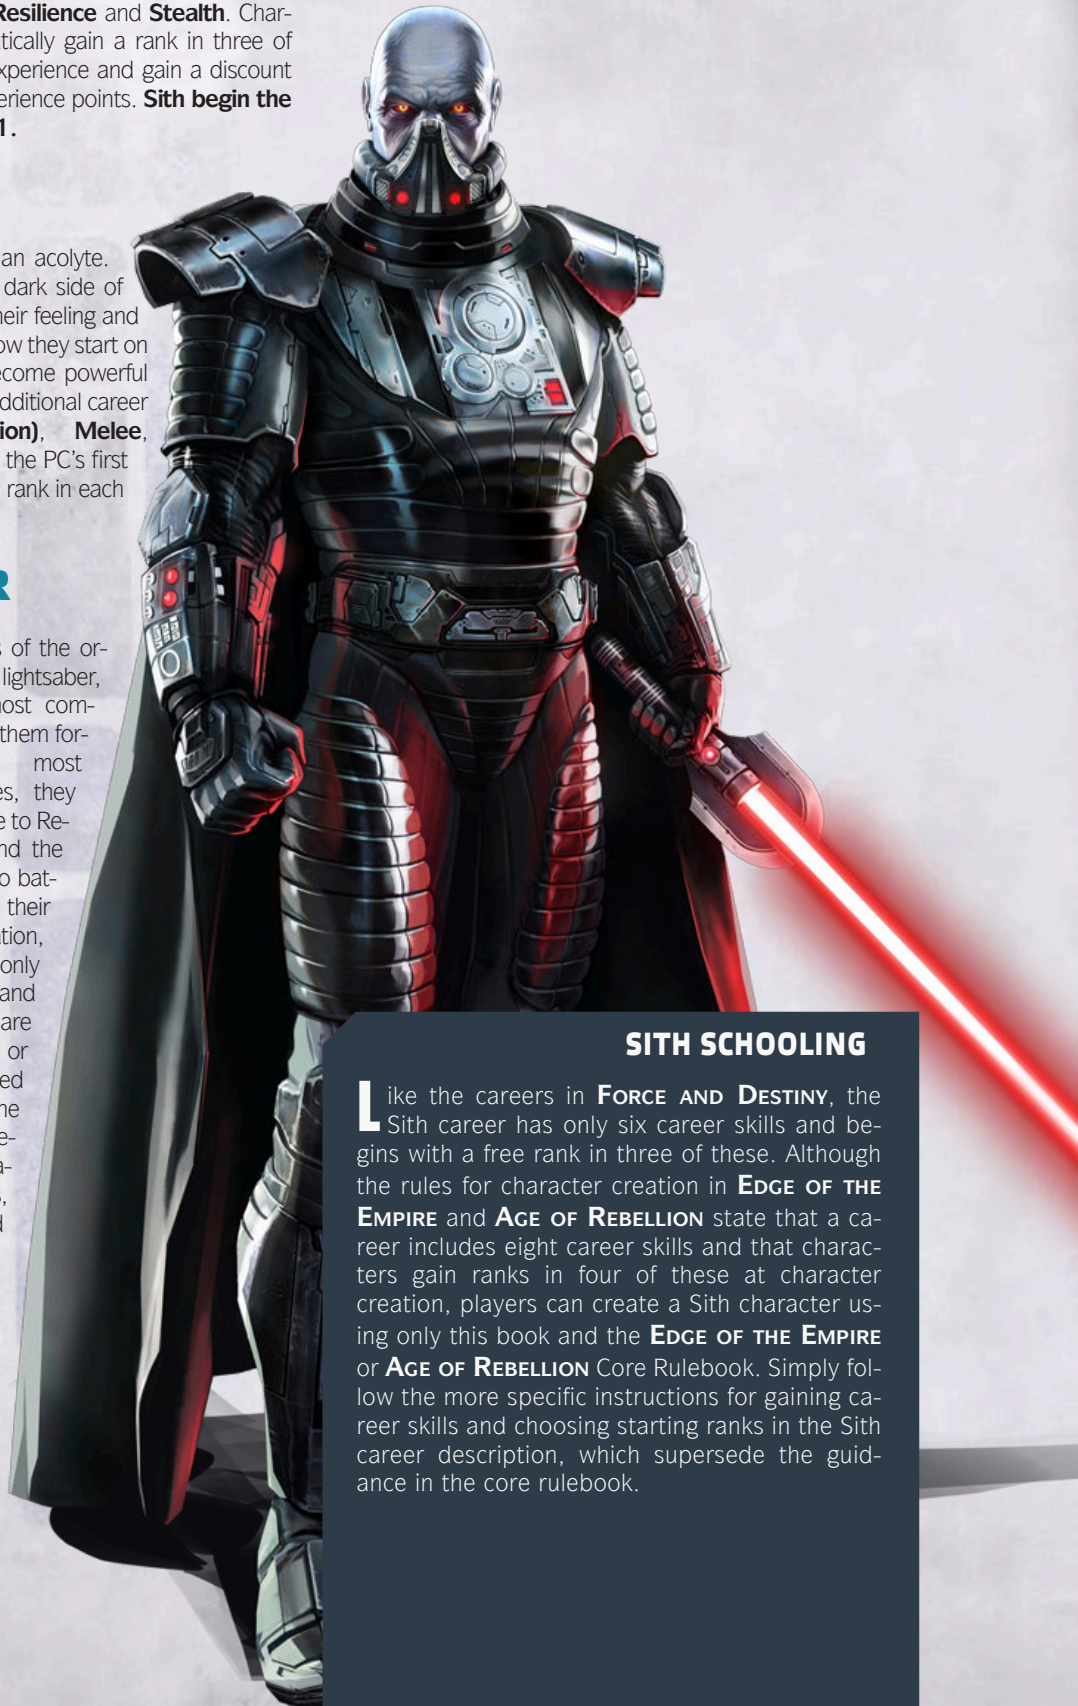 Resilience and Stealth. Char-
tically gain a rank in three of
xperience and gain a discount
erience points. Sith begin the
1.
an acolyte.
dark side of
heir feeling and
ow they start on
ecome powerful
dditional career
ion), Melee,
the PC's first
rank in each
R
s of the or-
lightsaber,
nost com-
them for-
most
es, they
e to Re-
nd the
o bat-
their
tion,
only
and
are
or
ed
ne
e-
a-
s,
d
SITH SCHOOLING
Like the careers in FORCE AND DESTINY, the
Sith career has only six career skills and be-
gins with a free rank in three of these. Although
the rules for character creation in EDGE OF THE
EMPIRE and AGE OF REBELLION state that a ca-
reer includes eight career skills and that charac-
ters gain ranks in four of these at character
creation, players can create a Sith character us-
ing only this book and the EDGE OF THE EMPIRE
or AGE OF REBELLION Core Rulebook. Simply fol-
low the more specific instructions for gaining ca-
reer skills and choosing starting ranks in the Sith
career description, which supersede the guid-
ance in the core rulebook.